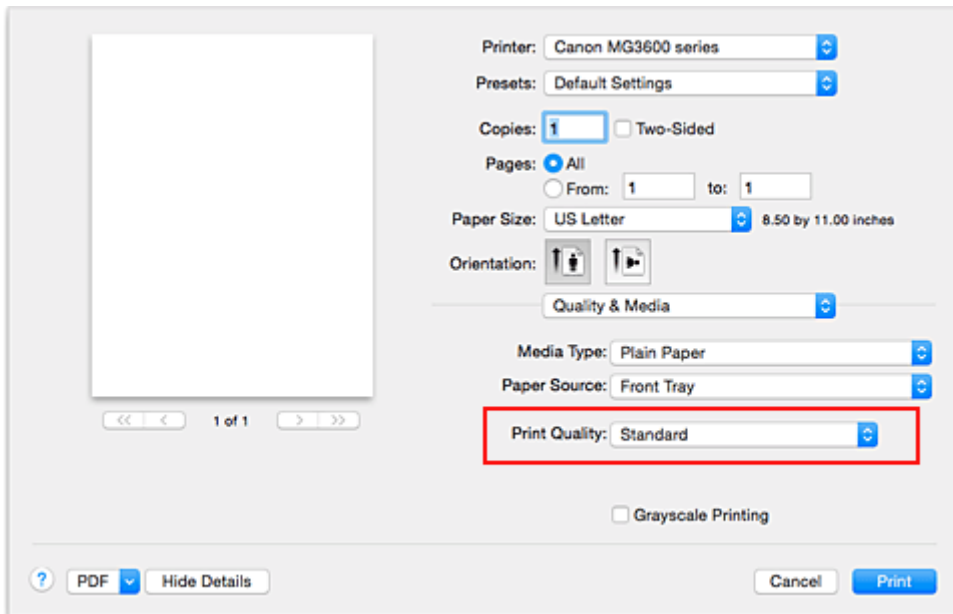 Printer: Canon MG3600 series
Presets: Default Settings
Copies: 1 Two-Sided
Pages: All
From: 1 to: 1
Paper Size: US Letter 8.50 by 11.00 inches
Orientation:
Quality & Media
Media Type: Plain Paper
Paper Source: Front Tray
<< < 1 of 1 > >>
Print Quality: Standard
Grayscale Printing
? PDF Hide Details Cancel Print